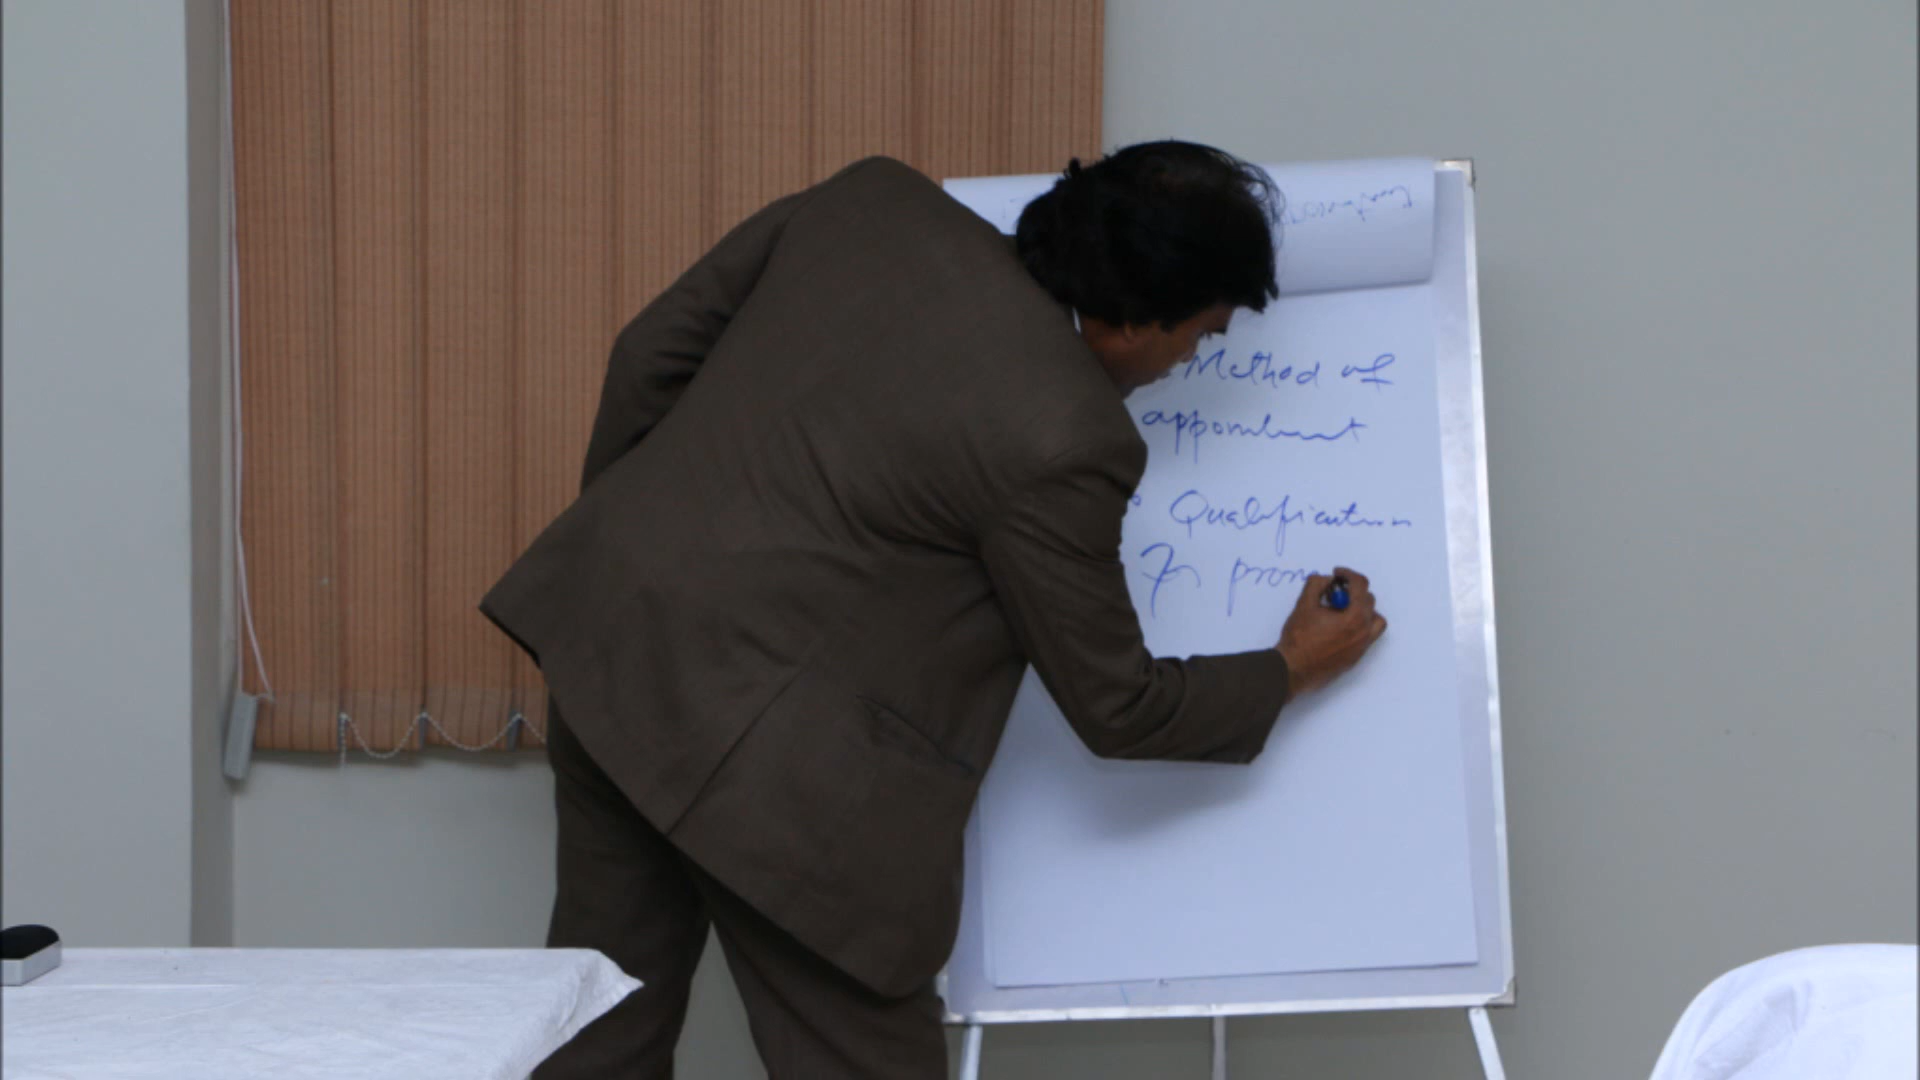 Method of
appointment
Qualification
For prom